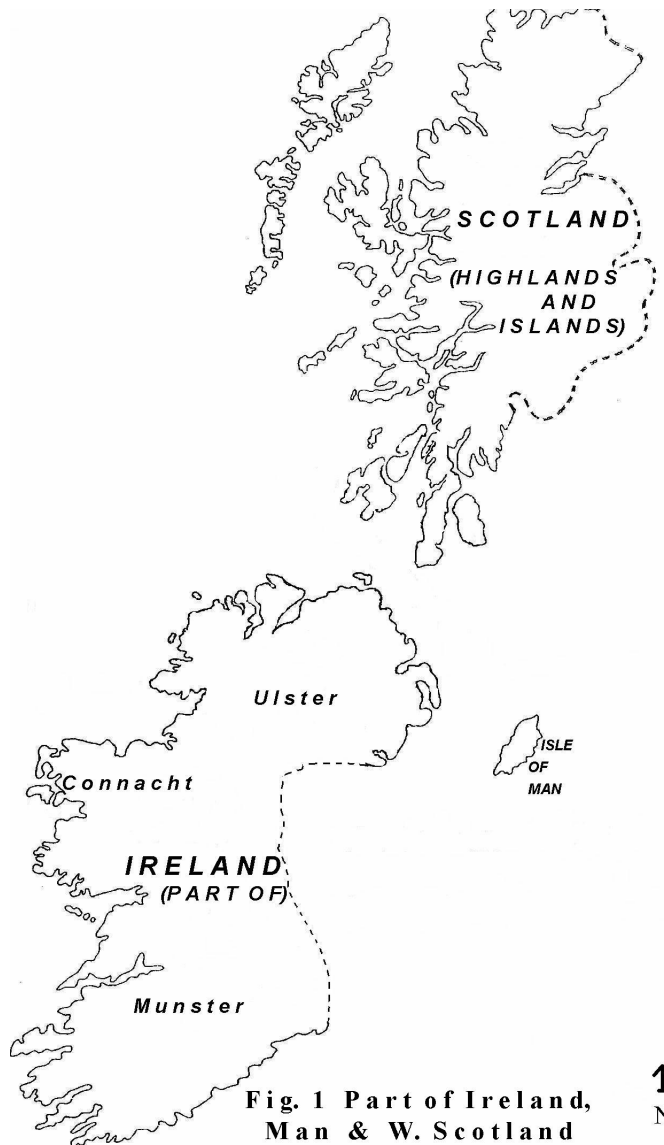 SCOTLAND
(HIGHLANDS
AND
ISLANDS)
Ulster
ISLE
OF
MAN
Connacht
IRELAND
(PART OF)
Munster
1
N
Fig. 1 Part of Ireland,
Man & W. Scotland